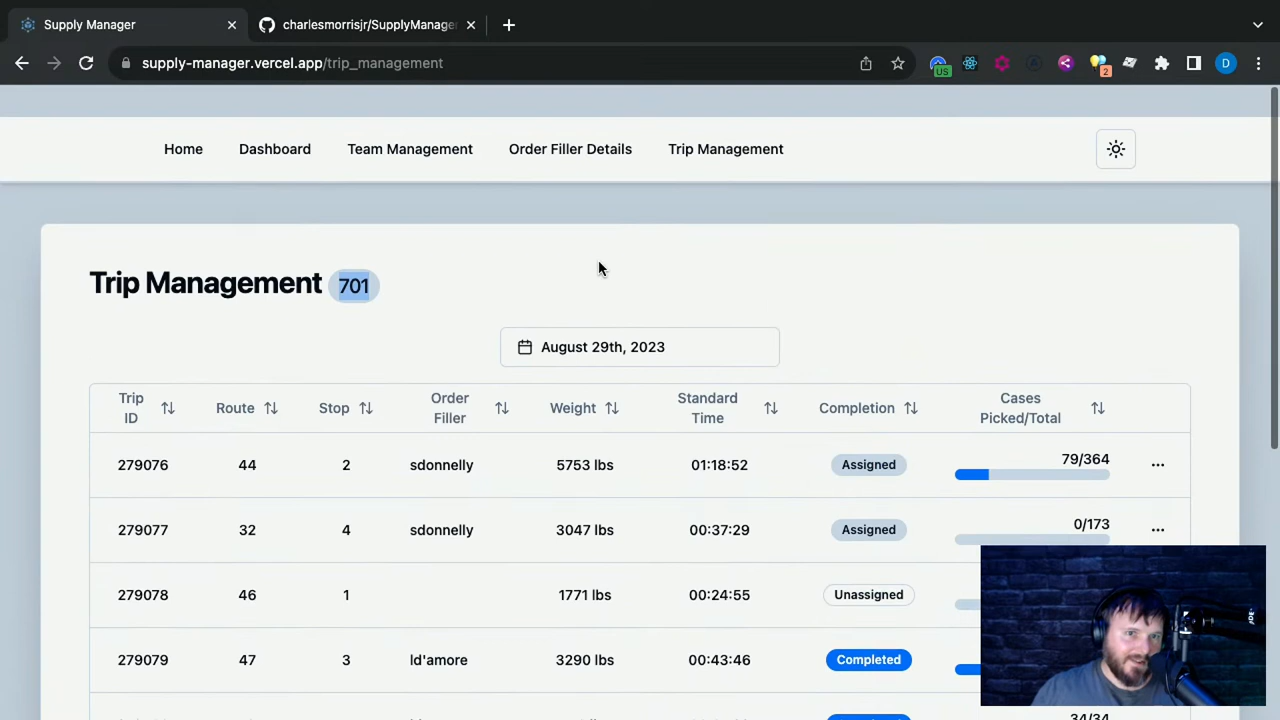 Supply Manager
charlesmorrisjr/SupplyManage
supply-manager.vercel.app/trip_management
US
2
D
Home Dashboard Team Management Order Filler Details Trip Management
Trip Management 701
August 29th, 2023
Trip ID Route Stop Order Filler Weight Standard Time Completion Cases Picked/Total
279076 44 2 sdonnelly 5753 lbs 01:18:52 Assigned 79/364
279077 32 4 sdonnelly 3047 lbs 00:37:29 Assigned 0/173
279078 46 1 1771 lbs 00:24:55 Unassigned
279079 47 3 ld'amore 3290 lbs 00:43:46 Completed
34/34